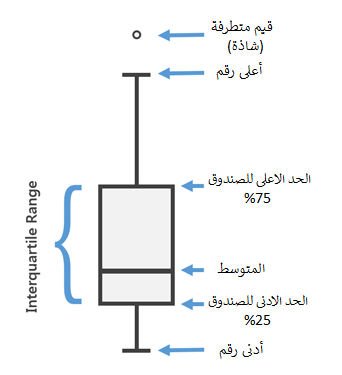 قيم متطرفة
(شاذة)
أعلى رقم
الحد الاعلى للصندوق
%75
Interquartile Range
المتوسط
الحد الادنى للصندوق
%25
أدنى رقم